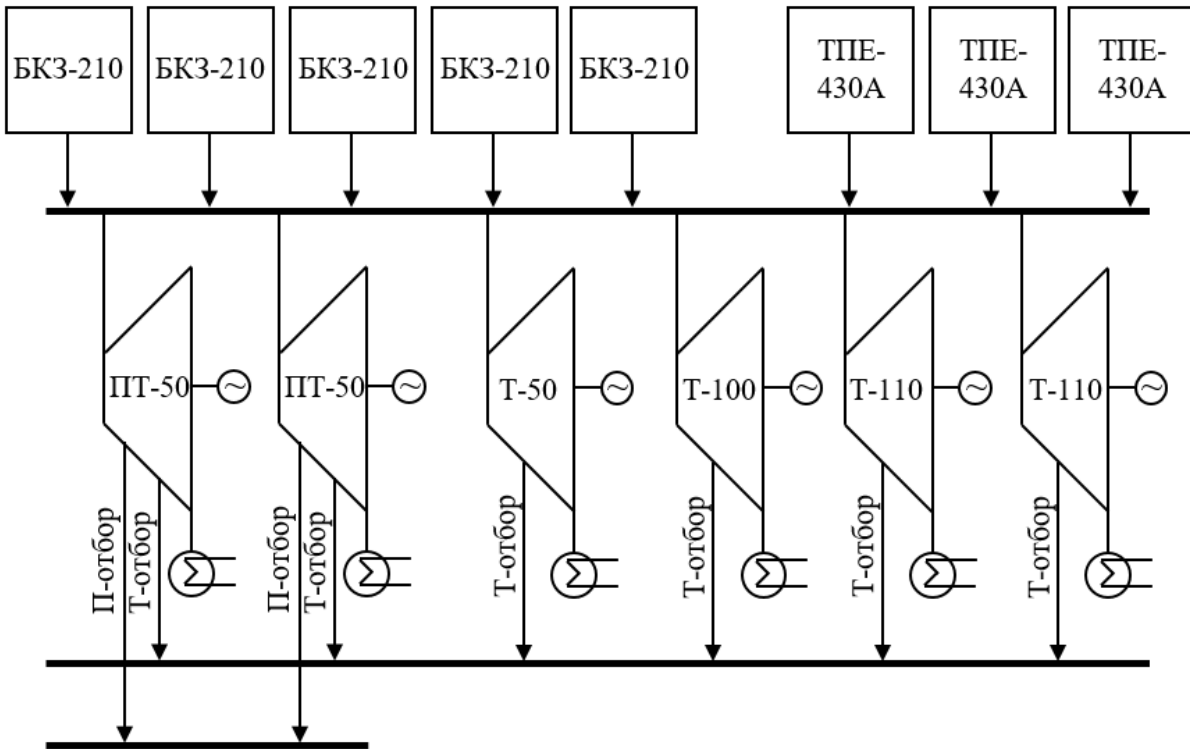 БКЗ-210
БКЗ-210
БКЗ-210
БКЗ-210
БКЗ-210
ТПЕ-
430А
ТПЕ-
430А
ТПЕ-
430А
ПТ-50
ПТ-50
Т-50
Т-100
Т-110
Т-110
П-отбор
Т-отбор
П-отбор
Т-отбор
Т-отбор
Т-отбор
Т-отбор
Т-отбор